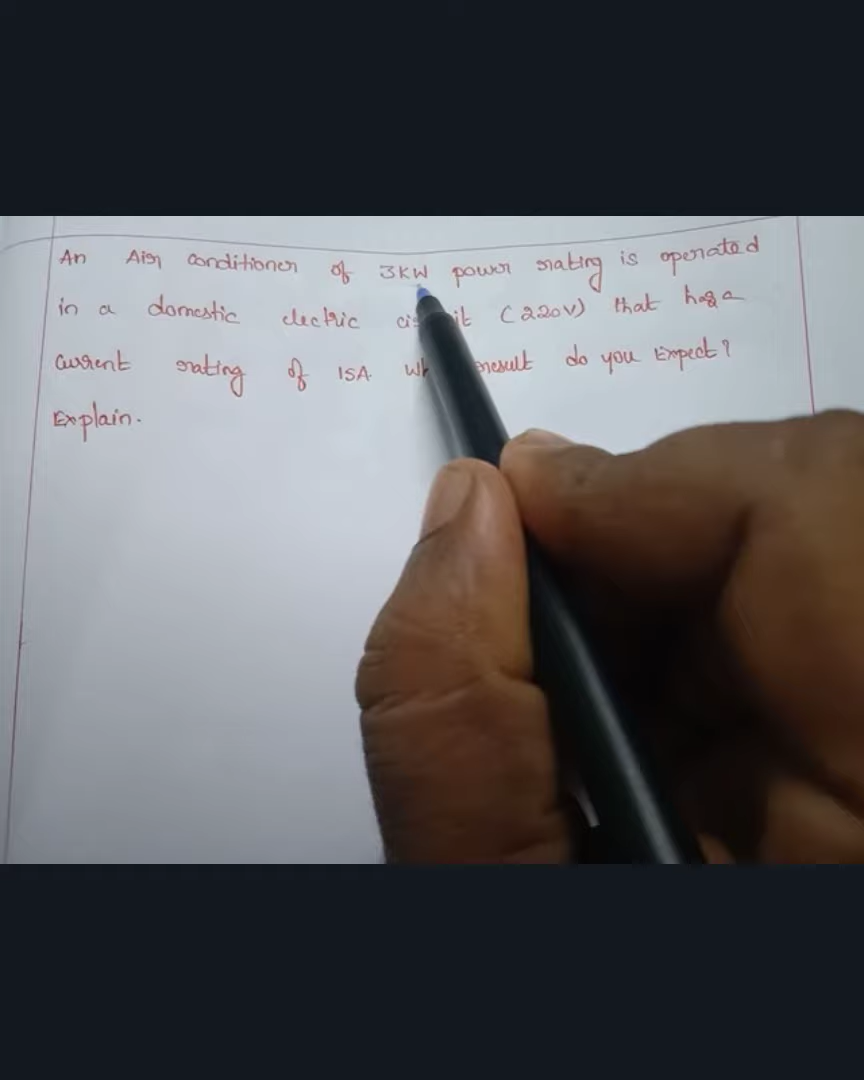 An Air conditioner of 3KW power rating is operated
in a domestic electric (220V) that has a
current rating of 15A result do you Expect?
Explain.